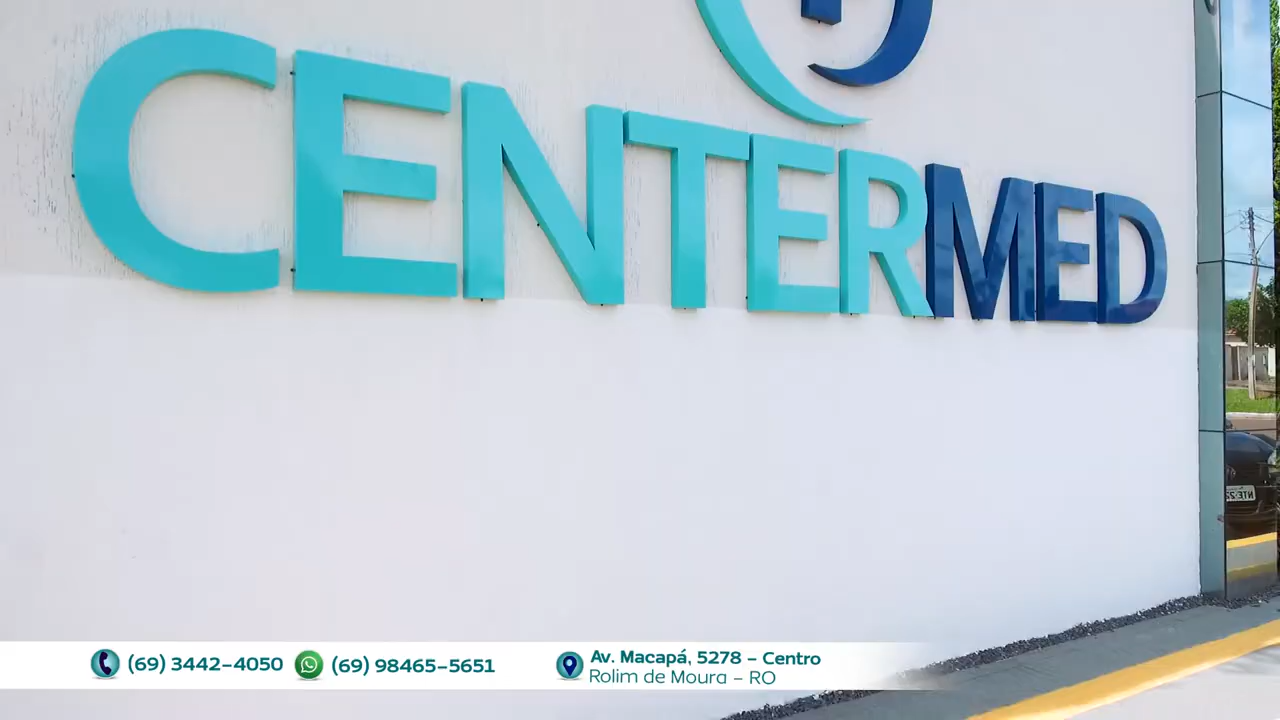 CENTERMED
(69) 3442-4050
(69) 98465-5651
Av. Macapá, 5278 - Centro
Rolim de Moura - RO